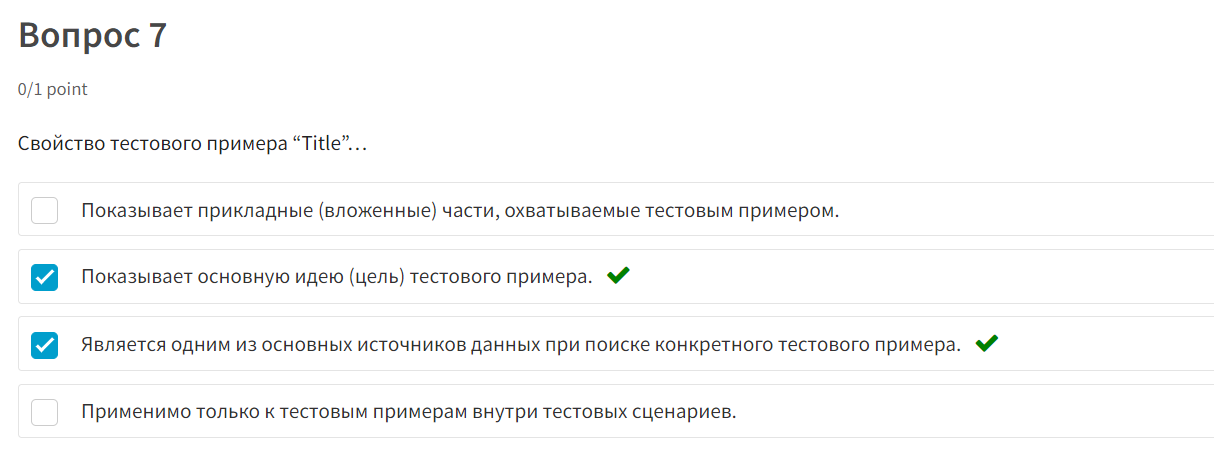 Вопрос 7
0/1 point
Свойство тестового примера “Title”…
Показывает прикладные (вложенные) части, охватываемые тестовым примером.
Показывает основную идею (цель) тестового примера.
Является одним из основных источников данных при поиске конкретного тестового примера.
Применимо только к тестовым примерам внутри тестовых сценариев.